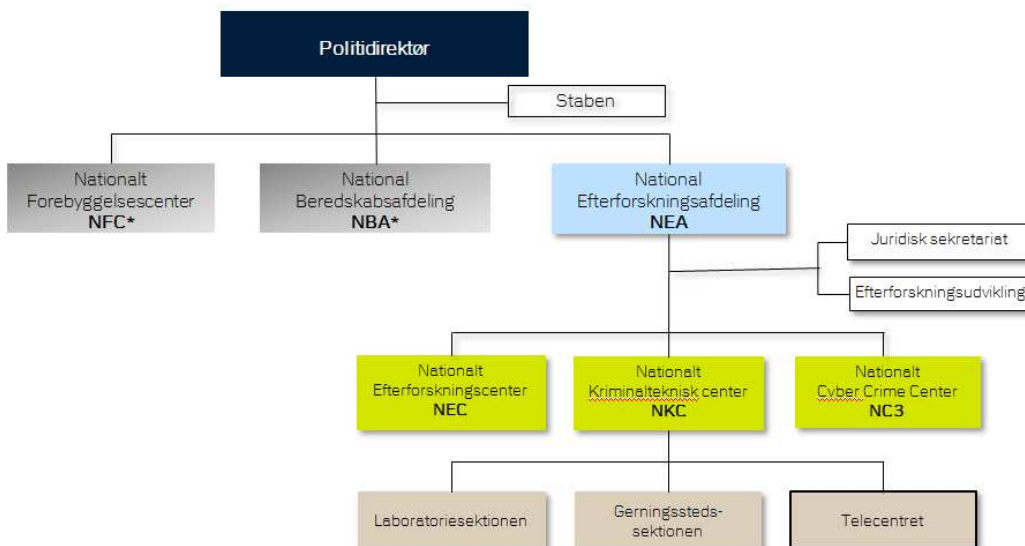 Politidirektør
Staben
Nationalt
Forebyggelsescenter
NFC*
National
Beredskabsafdeling
NBA*
National
Efterforskningsafdeling
NEA
Juridisk sekretariat
Efterforskningsudvikling
Nationalt
Efterforskningscenter
NEC
Nationalt
Kriminalteknisk center
NKC
Nationalt
Cyber Crime Center
NC3
Laboratoriesektionen
Gerningssteds-
sektionen
Telecentret